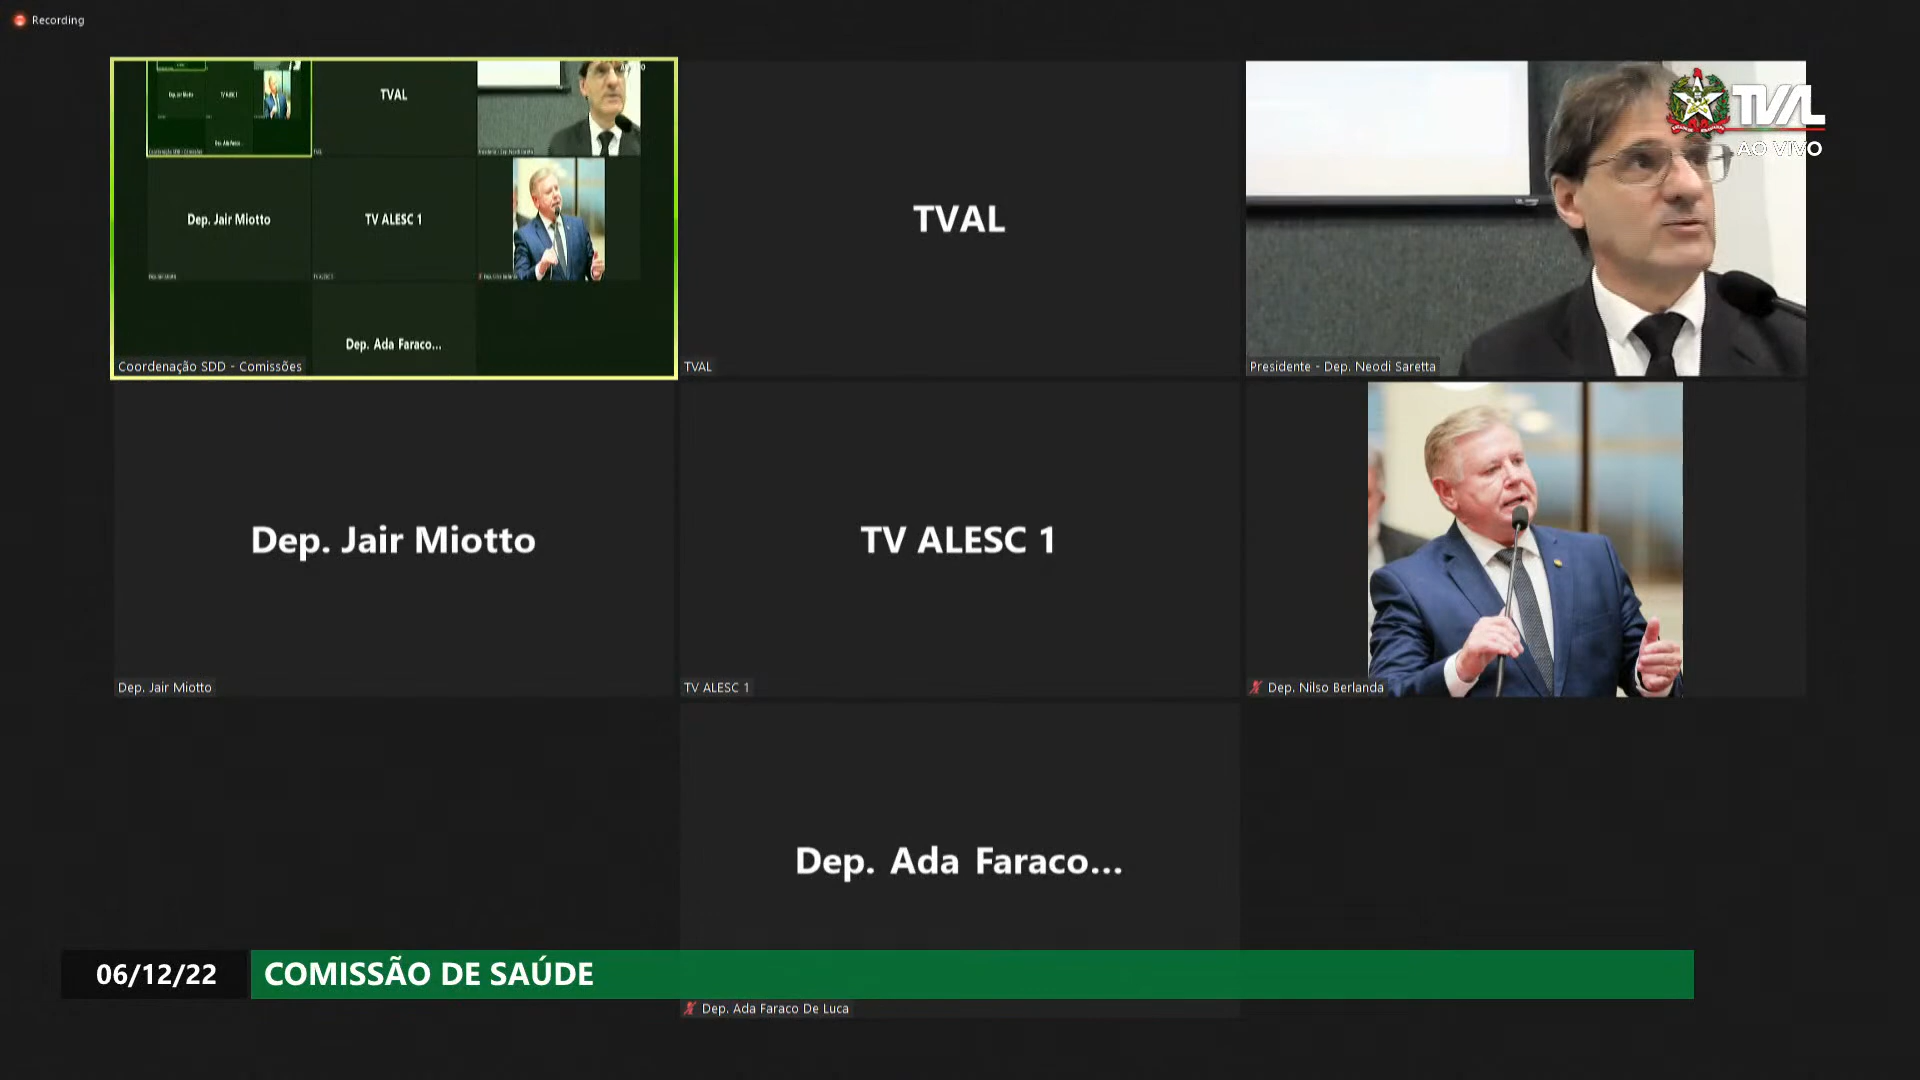 Recording
TVAL
Dep. Jair Miotto
TV ALESC 1
Dep. Ada Faraco...
Coordenação SDD - Comissões
TVAL
TVAL
TVAL
AO VIVO
Presidente - Dep. Neodi Saretta
Dep. Jair Miotto
Dep. Jair Miotto
TV ALESC 1
TV ALESC 1
Dep. Nilso Berlanda
Dep. Ada Faraco...
06/12/22
COMISSÃO DE SAÚDE
Dep. Ada Faraco De Luca